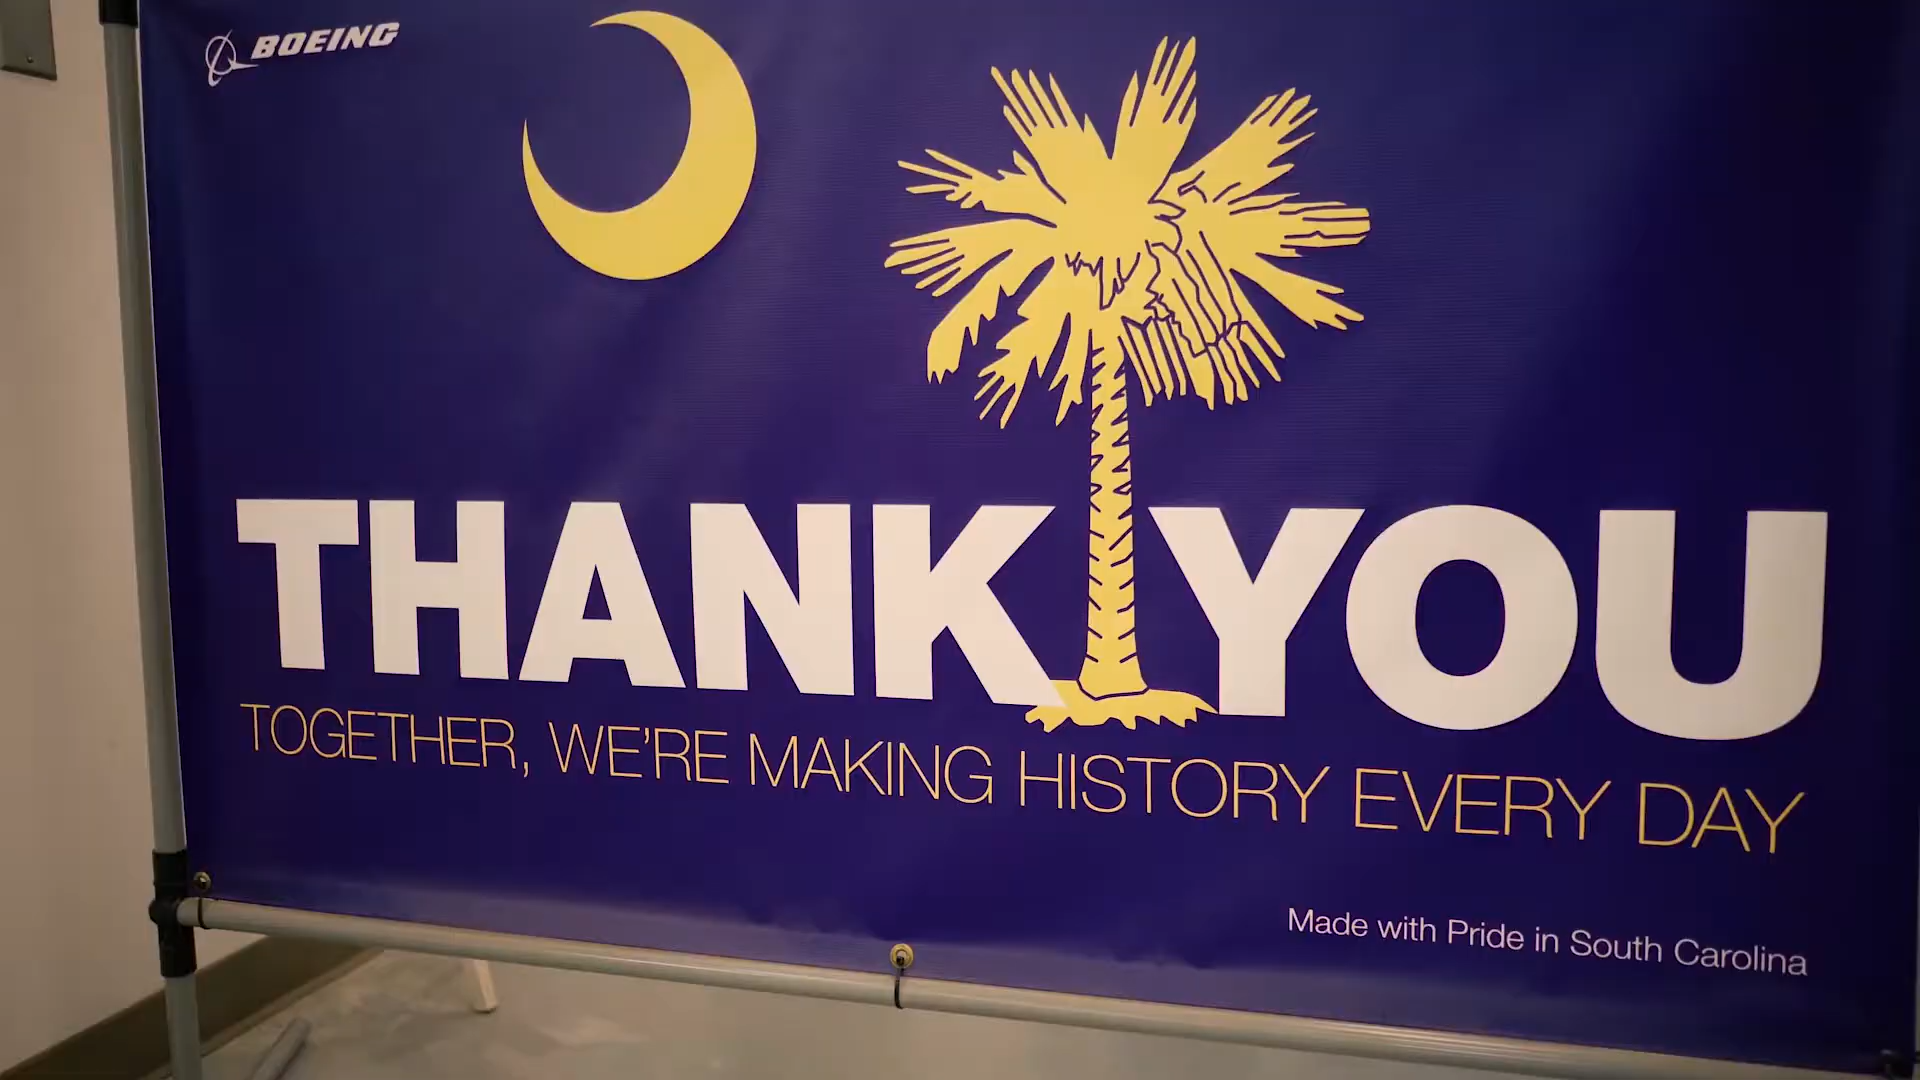 BOEING
THANK YOU
TOGETHER, WE'RE MAKING HISTORY EVERY DAY
Made with Pride in South Carolina